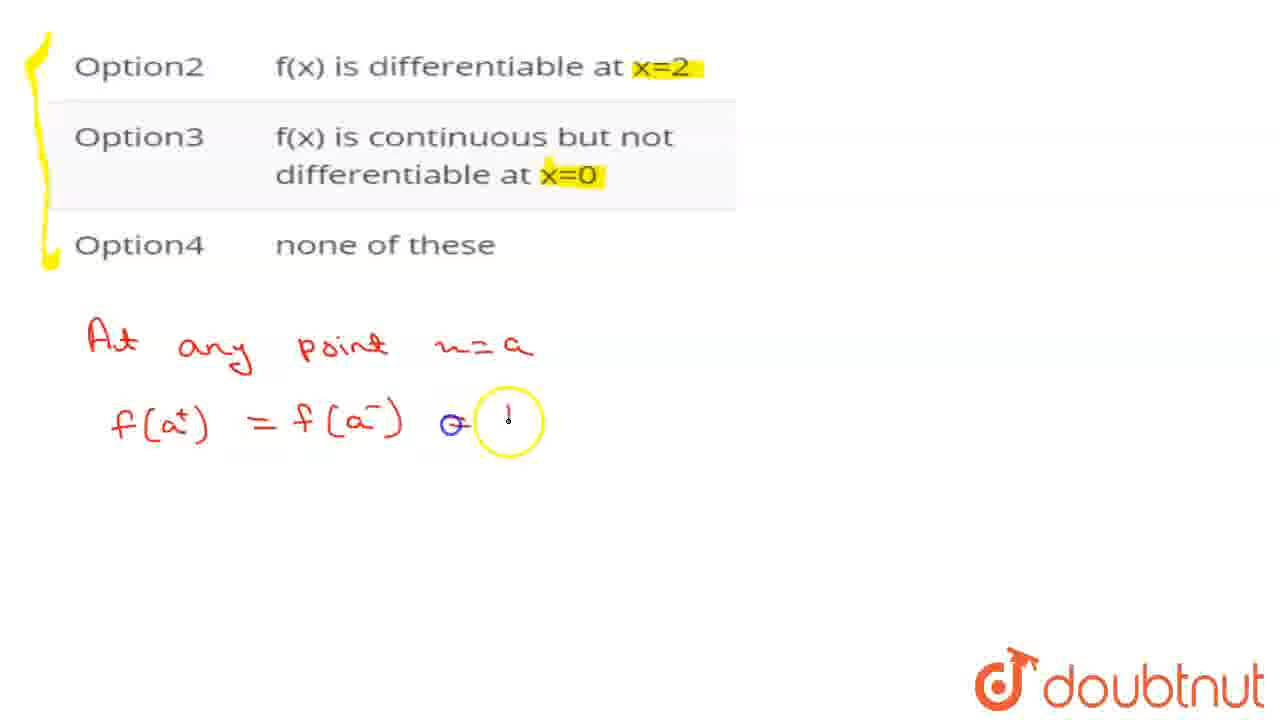 Option2 f(x) is differentiable at x=2
Option3 f(x) is continuous but not
differentiable at x=0
Option4 none of these
At any point x=a
f(a⁺) = f(a⁻) =
doubtnut